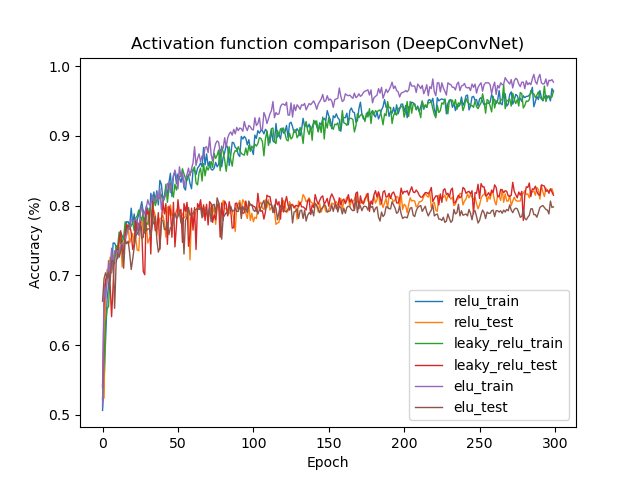 Activation function comparison (DeepConvNet)
Accuracy (%)
1.0
0.9
0.8
0.7
0.6
0.5
0
50
100
150
200
250
300
Epoch
relu_train
relu_test
leaky_relu_train
leaky_relu_test
elu_train
elu_test